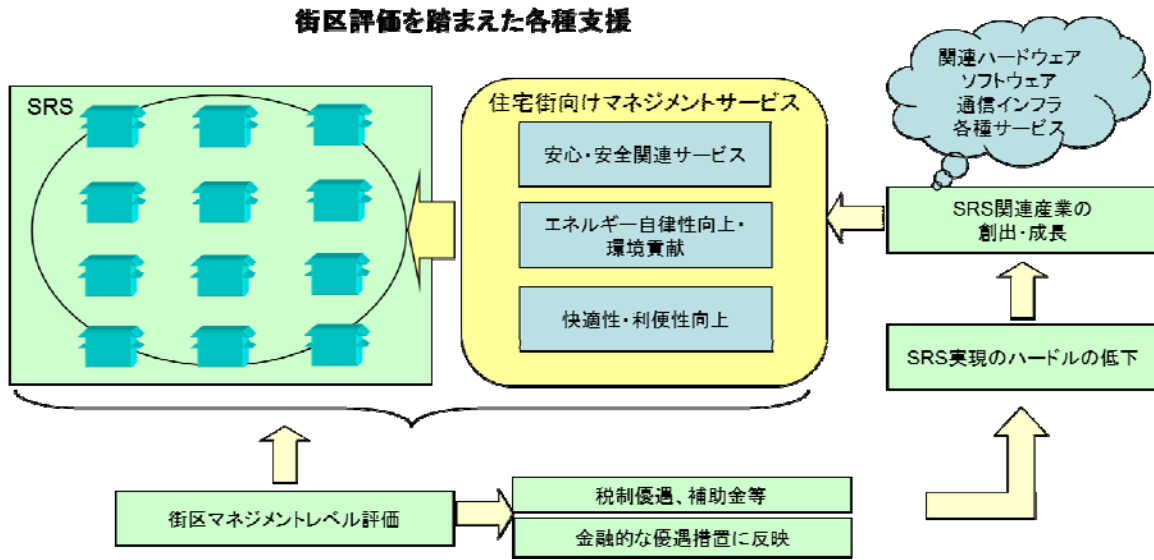 街区評価を踏まえた各種支援
SRS
住宅街向けマネジメントサービス
安心・安全関連サービス
エネルギー自律性向上・
環境貢献
快適性・利便性向上
関連ハードウェア
ソフトウェア
通信インフラ
各種サービス
SRS関連産業の
創出・成長
SRS実現のハードルの低下
街区マネジメントレベル評価
税制優遇、補助金等
金融的な優遇措置に反映